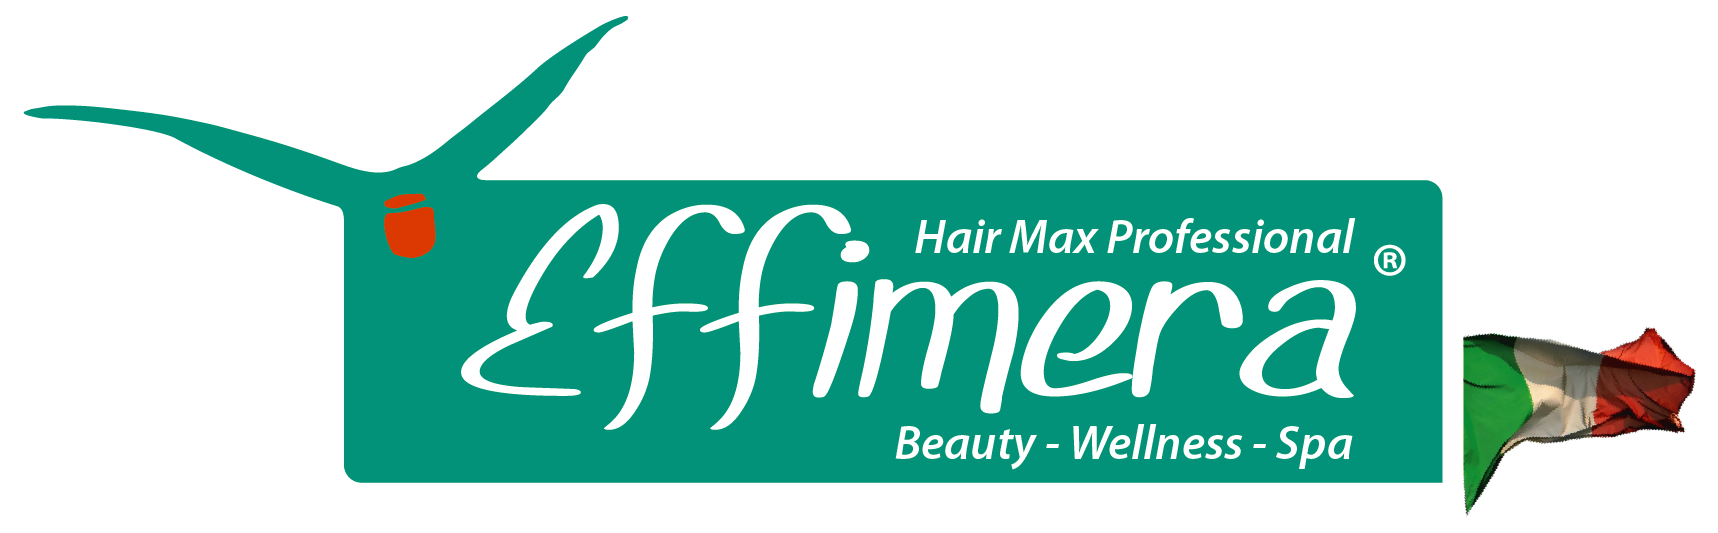 Hair Max Professional
Effimera ®
Beauty - Wellness - Spa